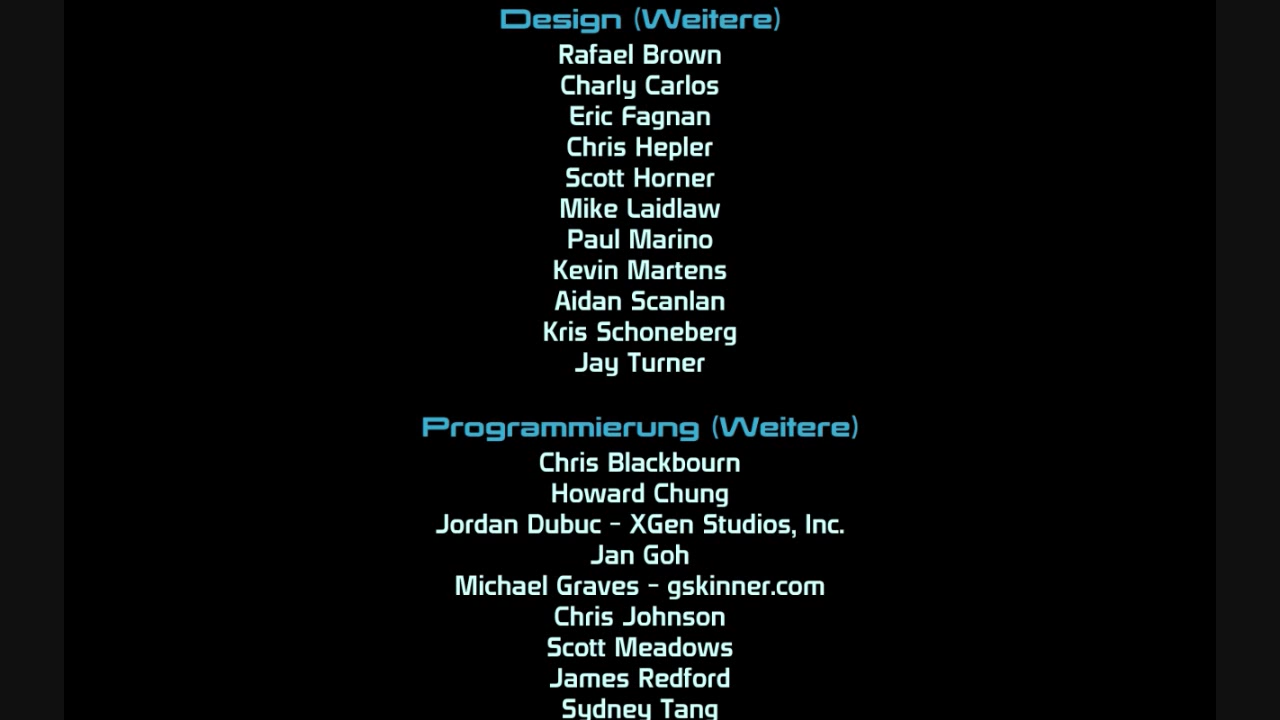 Design (Weitere)
Rafael Brown
Charly Carlos
Eric Fagnan
Chris Hepler
Scott Horner
Mike Laidlaw
Paul Marino
Kevin Martens
Aidan Scanlan
Kris Schoneberg
Jay Turner
Programmierung (Weitere)
Chris Blackbourn
Howard Chung
Jordan Dubuc - XGen Studios, Inc.
Jan Goh
Michael Graves - gskinner.com
Chris Johnson
Scott Meadows
James Redford
Sydney Tang